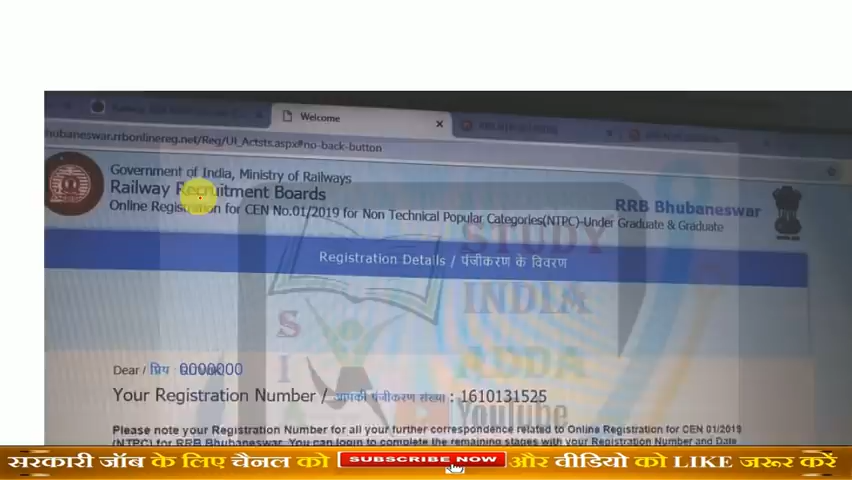 Welcome
hubaneswar.rrbonlinereg.net/Reg/UI_Actsts.aspx#no-back-button
Government of India, Ministry of Railways
Railway Recruitment Boards
Online Registration for CEN No.01/2019 for Non Technical Popular Categories(NTPC)-Under Graduate & Graduate
RRB Bhubaneswar
Registration Details / पंजीकरण के विवरण
STUDY
INDIA
ADDA
S
I
A
YouTube
Dear / प्रिय
Your Registration Number / आपकी पंजीकरण संख्या : 1610131525
Please note your Registration Number for all your further correspondence related to Online Registration for CEN 01/2019
(NTPC) for RRB Bhubaneswar. You can login to complete the remaining stages with your Registration Number and Date
सरकारी जॉब के लिए चैनल को SUBSCRIBE NOW और वीडियो को LIKE जरूर करें